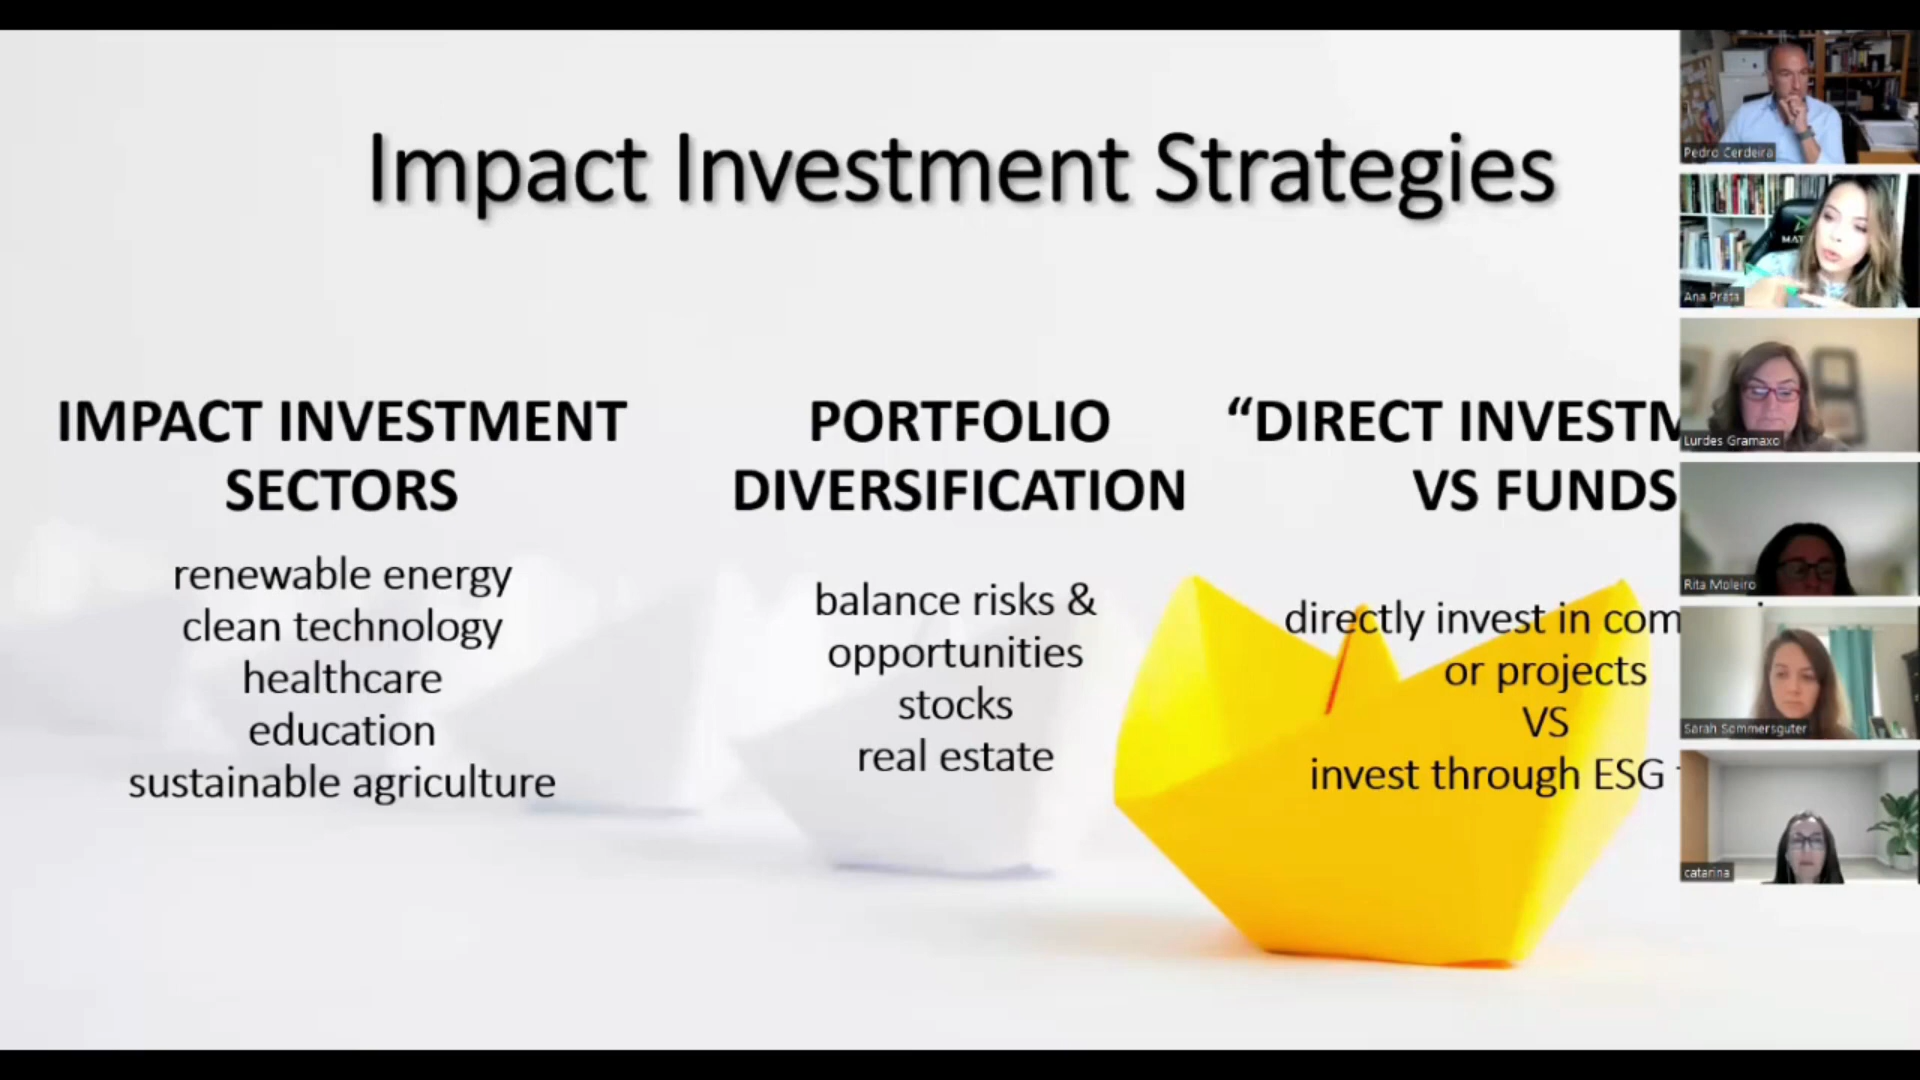 Impact Investment Strategies
IMPACT INVESTMENT
SECTORS
renewable energy
clean technology
healthcare
education
sustainable agriculture
PORTFOLIO
DIVERSIFICATION
balance risks &
opportunities
stocks
real estate
“DIRECT
VS FUNDS
directly invest in
or projects
VS
invest through ESG
Pedro Cerdeira
Ana Prata
Lurdes Gramaxo
Rita Moleiro
Sarah Sommersguter
catarina